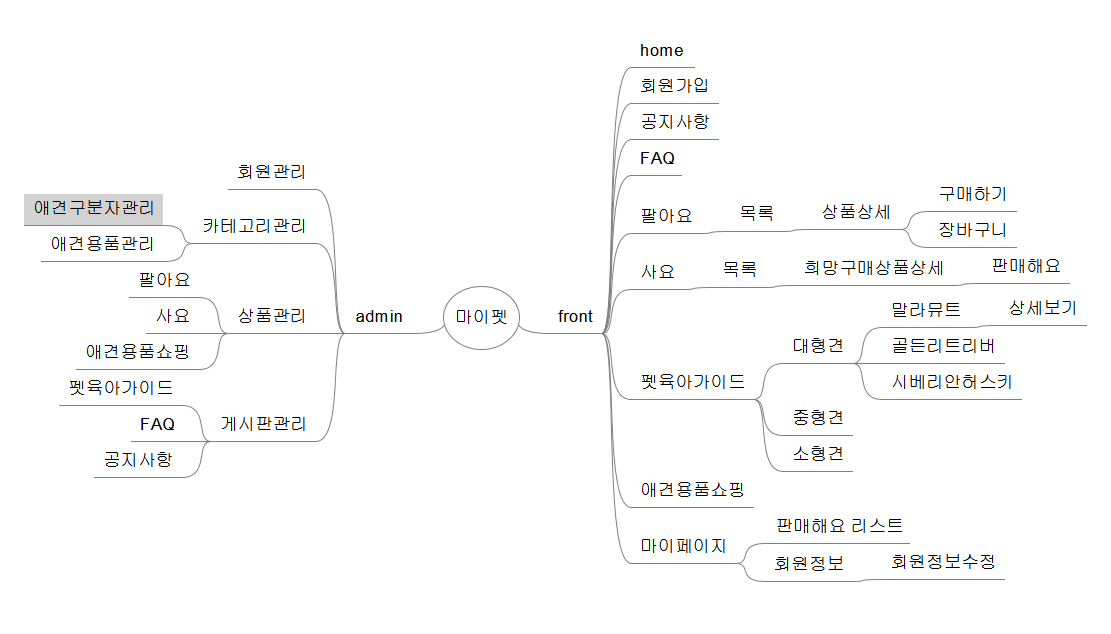 home
회원가입
공지사항
FAQ
회원관리
구매하기
애견구분자관리
팔아요
목록
상품상세
카테고리관리
장바구니
애견용품관리
사요
목록
희망구매상품상세
판매해요
팔아요
말라뮤트
상세보기
사요
상품관리
admin
마이펫
front
대형견
골든리트리버
애견용품쇼핑
펫육아가이드
시베리안허스키
펫육아가이드
중형견
FAQ
게시판관리
소형견
공지사항
애견용품쇼핑
판매해요 리스트
마이페이지
회원정보
회원정보수정